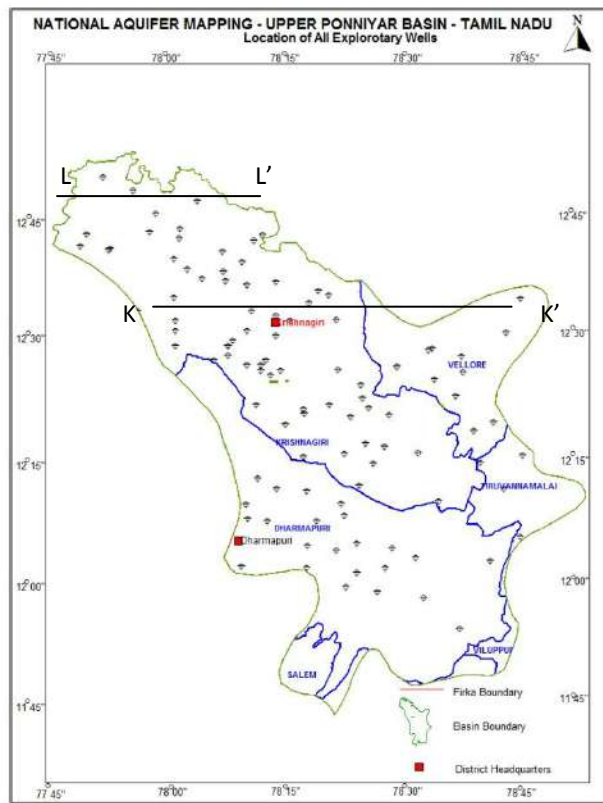 NATIONAL AQUIFER MAPPING - UPPER PONNIYAR BASIN - TAMIL NADU
Location of All Explorotary Wells
N
77°45 78°00 78°15 78°30 78°45
L L'
12°45 12°45
K K'
Krishnagiri
12°30 12°30
VELLORE
KRISHNAGIRI
12°15 12°15
TIRUVANNAMALAI
DHARMAPURI
Dharmapuri
12°00 12°00
VILUPPUR
SALEM
Firka Boundary
11°45 11°45
Basin Boundary
District Headquarters
77°45 78°00 78°15 78°30 78°45